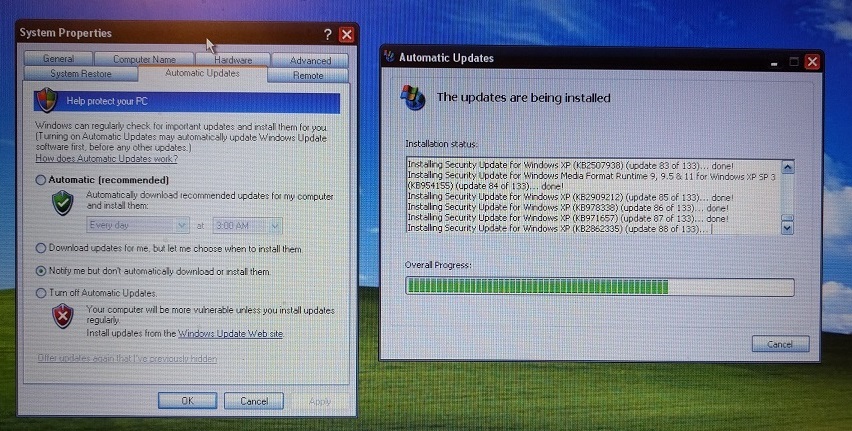 System Properties
General
Computer Name
Hardware
Advanced
System Restore
Automatic Updates
Remote
Help protect your PC
Windows can regularly check for important updates and install them for you.
(Turning on Automatic Updates may automatically update Windows Update
software first, before any other updates.)
How does Automatic Updates work?
Automatic (recommended)
Automatically download recommended updates for my computer
and install them:
Every day
at
3:00 AM
Download updates for me, but let me choose when to install them.
Notify me but don't automatically download or install them.
Turn off Automatic Updates.
Your computer will be more vulnerable unless you install updates
regularly.
Install updates from the Windows Update Web site.
Offer updates again that I've previously hidden
OK
Cancel
Apply
Automatic Updates
The updates are being installed
Installation status:
Installing Security Update for Windows XP (KB2507938) (update 83 of 133)... done!
Installing Security Update for Windows Media Format Runtime 9, 9.5 & 11 for Windows XP SP 3
(KB954155) (update 84 of 133)... done!
Installing Security Update for Windows XP (KB2909212) (update 85 of 133)... done!
Installing Security Update for Windows XP (KB978338) (update 86 of 133)... done!
Installing Security Update for Windows XP (KB971657) (update 87 of 133)... done!
Installing Security Update for Windows XP (KB2862335) (update 88 of 133)...
Overall Progress:
Cancel